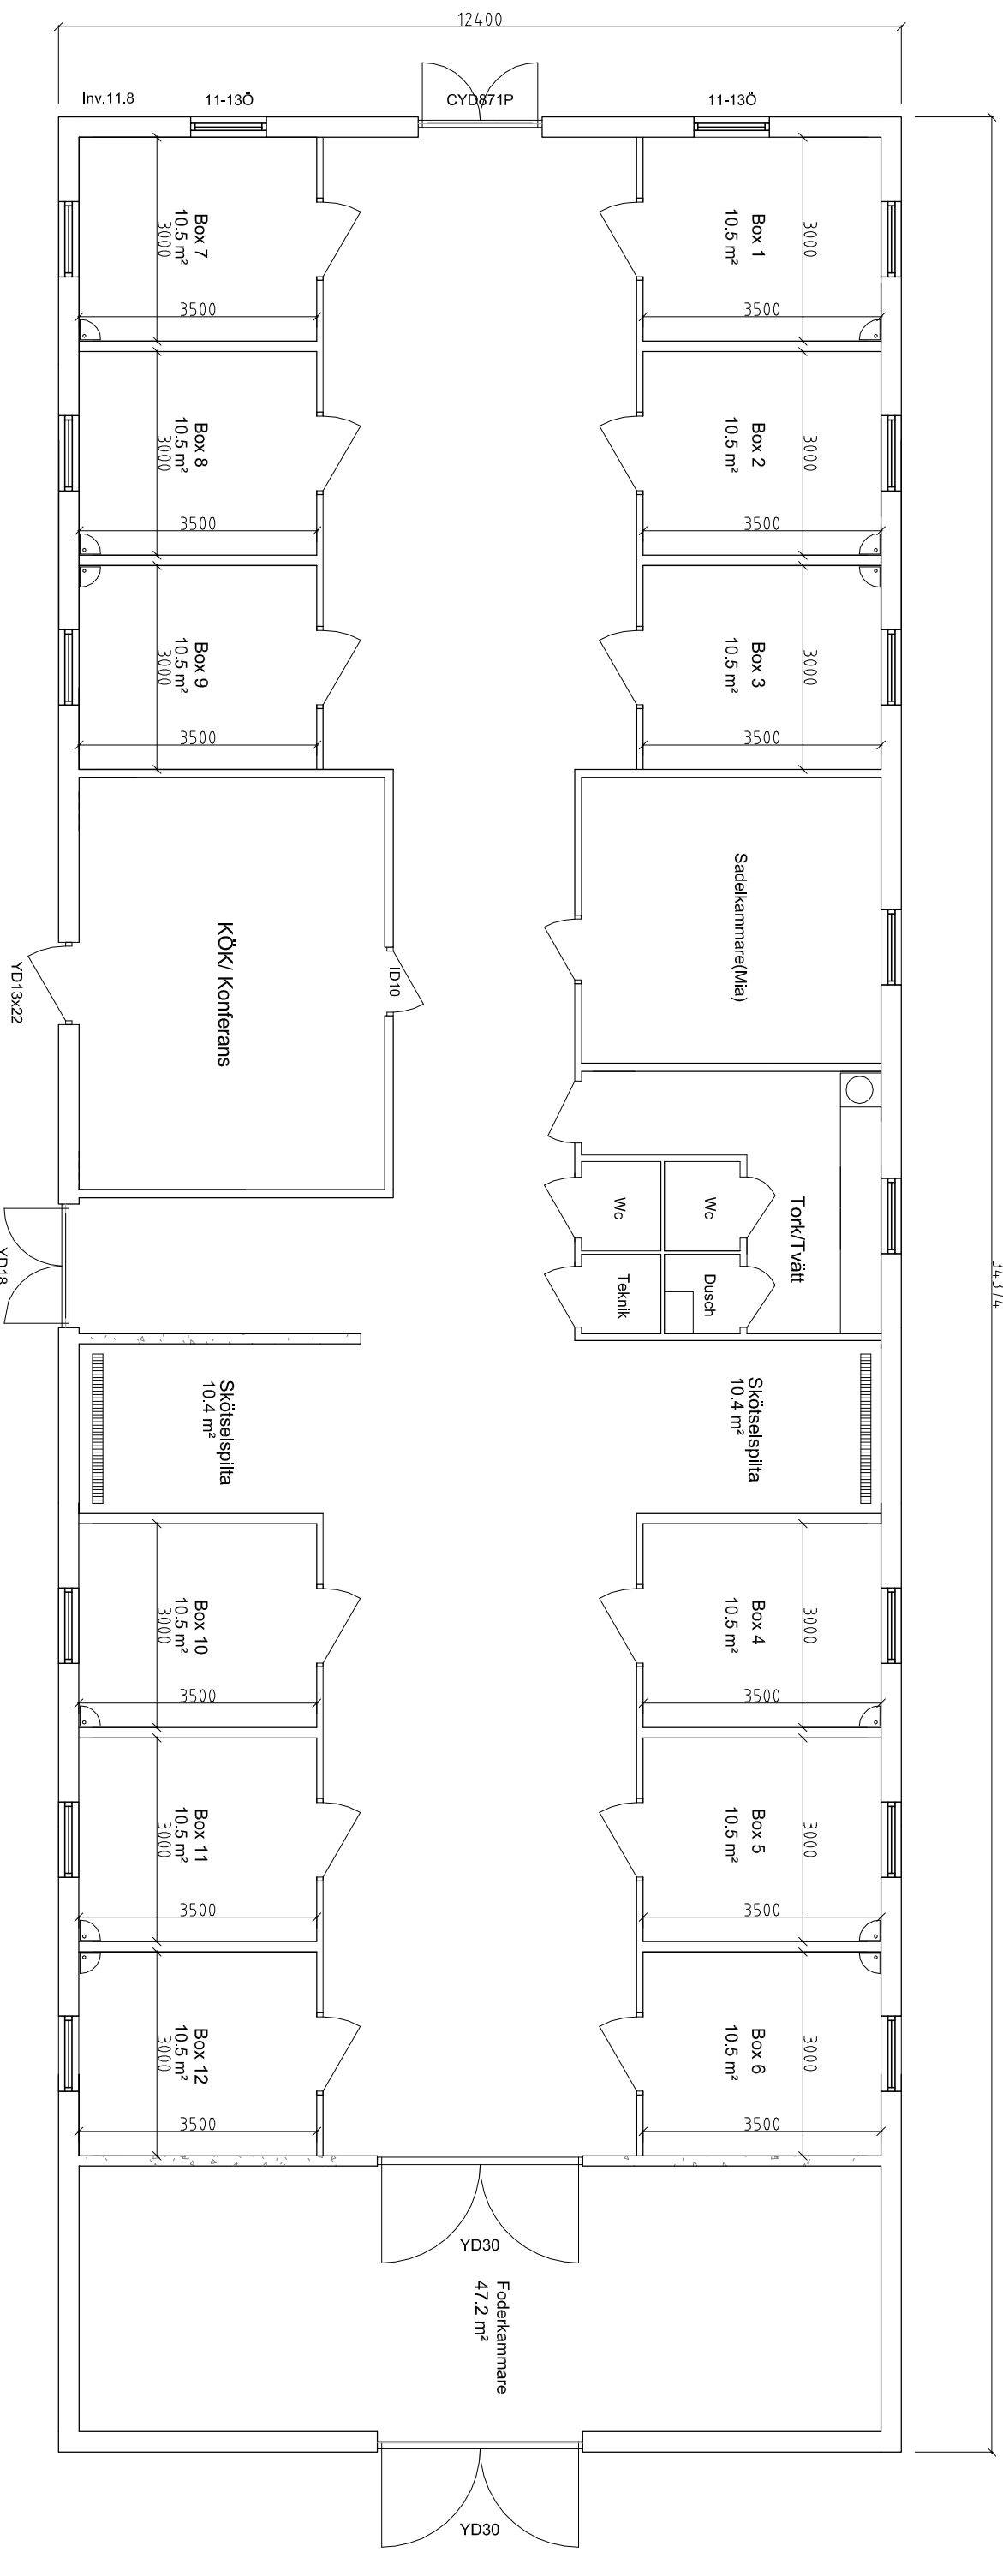 12400
Inv.11.8
11-13Ö
CYD871P
11-13Ö
Box 7
10.5 m²
3000
3500
Box 1
10.5 m²
3000
3500
Box 8
10.5 m²
3000
3500
Box 2
10.5 m²
3000
3500
Box 9
10.5 m²
3000
3500
Box 3
10.5 m²
3000
3500
KÖK/ Konferans
ID10
YD13x22
Sadelkammare(Mia)
Wc
Wc
Tork/Tvätt
Teknik
Dusch
YD18
34374
Skötselspilta
10.4 m²
Skötselspilta
10.4 m²
Box 10
10.5 m²
3000
3500
Box 4
10.5 m²
3000
3500
Box 11
10.5 m²
3000
3500
Box 5
10.5 m²
3000
3500
Box 12
10.5 m²
3000
3500
Box 6
10.5 m²
3000
3500
YD30
Foderkammare
47.2 m²
YD30